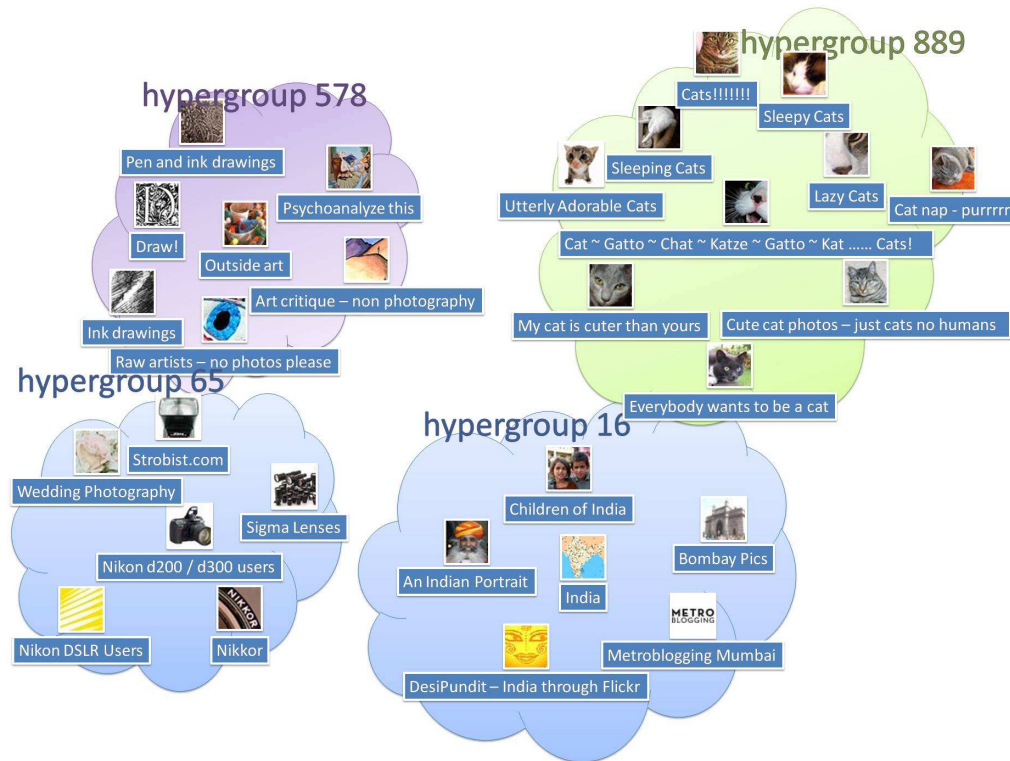 hypergroup 578
Pen and ink drawings
Psychoanalyze this
Draw!
Outside art
Art critique – non photography
Ink drawings
Raw artists – no photos please
hypergroup 889
Cats!!!!!!!
Sleepy Cats
Sleeping Cats
Lazy Cats
Utterly Adorable Cats
Cat nap - purrrrr
Cat ~ Gatto ~ Chat ~ Katze ~ Gatto ~ Kat ...... Cats!
My cat is cuter than yours
Cute cat photos – just cats no humans
Everybody wants to be a cat
hypergroup 65
Strobist.com
Wedding Photography
Sigma Lenses
Nikon d200 / d300 users
NIKKOR
Nikon DSLR Users
Nikkor
hypergroup 16
Children of India
Bombay Pics
An Indian Portrait
India
METRO
BLOGGING
Metroblogging Mumbai
DesiPundit – India through Flickr